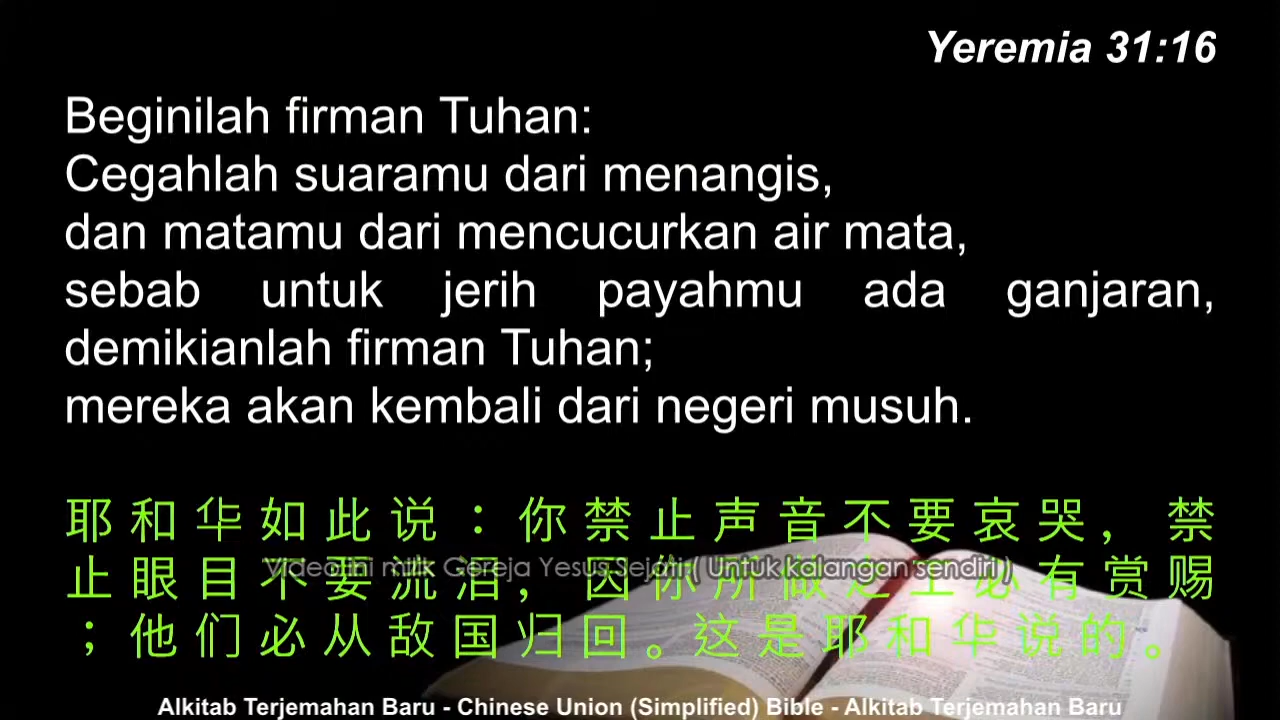 Yeremia 31:16
Beginilah firman Tuhan:
Cegahlah suaramu dari menangis,
dan matamu dari mencucurkan air mata,
sebab untuk jerih payahmu ada ganjaran,
demikianlah firman Tuhan;
mereka akan kembali dari negeri musuh.
耶和华如此说：你禁止声音不要哀哭，禁
止眼目不要流泪，因你所做之工必有赏赐
；他们必从敌国归回。这是耶和华说的。
Video ini milik Gereja Yesus Sejati ( Untuk kalangan sendiri )
Alkitab Terjemahan Baru - Chinese Union (Simplified) Bible - Alkitab Terjemahan Baru